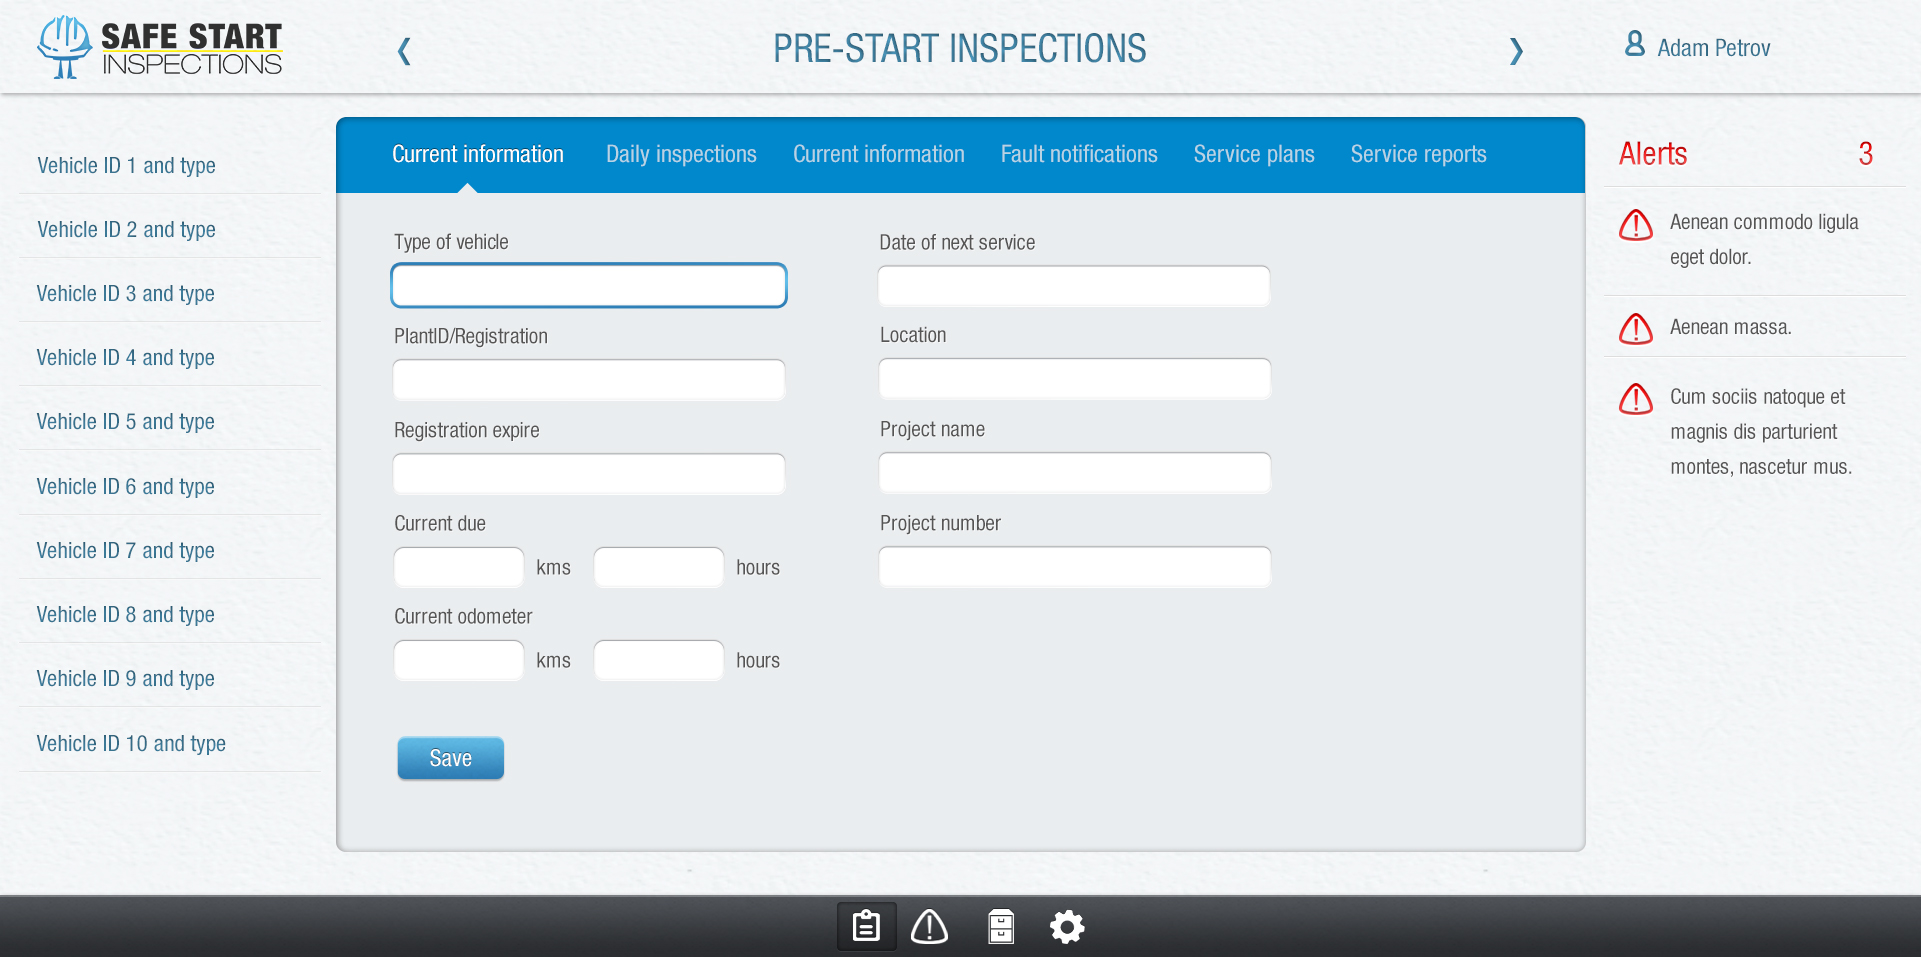 SAFE START
INSPECTIONS
PRE-START INSPECTIONS
Adam Petrov
Vehicle ID 1 and type
Vehicle ID 2 and type
Vehicle ID 3 and type
Vehicle ID 4 and type
Vehicle ID 5 and type
Vehicle ID 6 and type
Vehicle ID 7 and type
Vehicle ID 8 and type
Vehicle ID 9 and type
Vehicle ID 10 and type
Current information Daily inspections Current information Fault notifications Service plans Service reports
Type of vehicle
PlantID/Registration
Registration expire
Current due
kms hours
Current odometer
kms hours
Save
Date of next service
Location
Project name
Project number
Alerts 3
Aenean commodo ligula
eget dolor.
Aenean massa.
Cum sociis natoque et
magnis dis parturient
montes, nascetur mus.